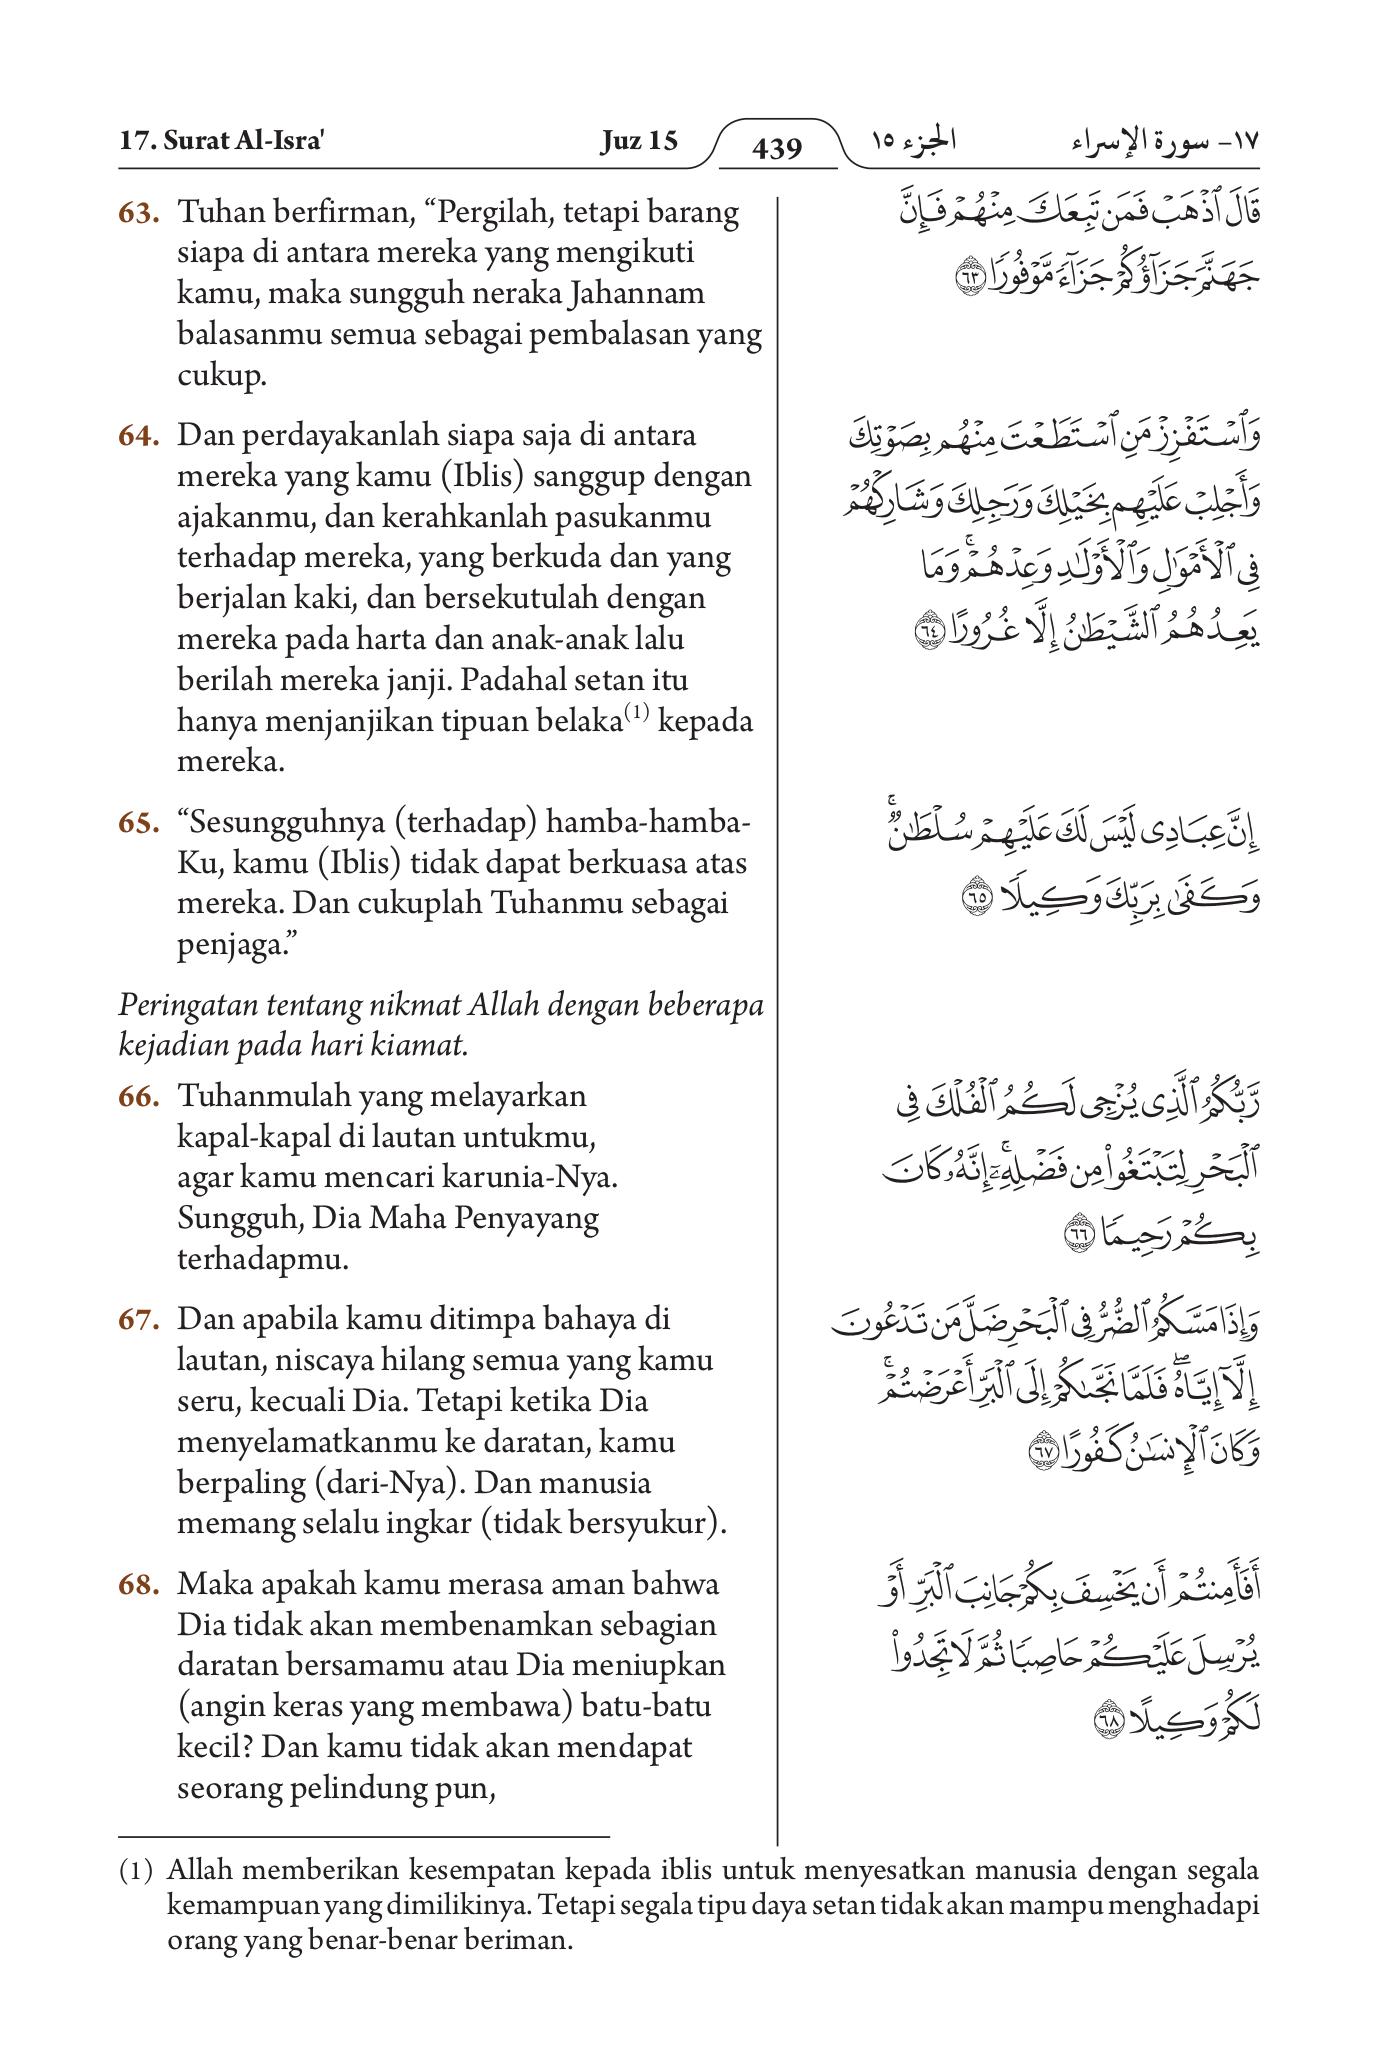 17. Surat Al-Isra' Juz 15 439 الجزء ١٥ ١٧- سورة الإسراء
63. Tuhan berfirman, “Pergilah, tetapi barang
siapa di antara mereka yang mengikuti
kamu, maka sungguh neraka Jahannam
balasanmu semua sebagai pembalasan yang
cukup.
64. Dan perdayakanlah siapa saja di antara
mereka yang kamu (Iblis) sanggup dengan
ajakanmu, dan kerahkanlah pasukanmu
terhadap mereka, yang berkuda dan yang
berjalan kaki, dan bersekutulah dengan
mereka pada harta dan anak-anak lalu
berilah mereka janji. Padahal setan itu
hanya menjanjikan tipuan belaka(1) kepada
mereka.
65. “Sesungguhnya (terhadap) hamba-hamba-
Ku, kamu (Iblis) tidak dapat berkuasa atas
mereka. Dan cukuplah Tuhanmu sebagai
penjaga.”
Peringatan tentang nikmat Allah dengan beberapa
kejadian pada hari kiamat.
66. Tuhanmulah yang melayarkan
kapal-kapal di lautan untukmu,
agar kamu mencari karunia-Nya.
Sungguh, Dia Maha Penyayang
terhadapmu.
67. Dan apabila kamu ditimpa bahaya di
lautan, niscaya hilang semua yang kamu
seru, kecuali Dia. Tetapi ketika Dia
menyelamatkanmu ke daratan, kamu
berpaling (dari-Nya). Dan manusia
memang selalu ingkar (tidak bersyukur).
68. Maka apakah kamu merasa aman bahwa
Dia tidak akan membenamkan sebagian
daratan bersamamu atau Dia meniupkan
(angin keras yang membawa) batu-batu
kecil? Dan kamu tidak akan mendapat
seorang pelindung pun,
قَالَ ٱذۡهَبۡ فَمَن تَبِعَكَ مِنۡهُمۡ فَإِنَّ
جَهَنَّمَ جَزَآؤُكُمۡ جَزَآءٗ مَّوۡفُورٗا ٦٣
وَٱسۡتَفۡزِزۡ مَنِ ٱسۡتَطَعۡتَ مِنۡهُم بِصَوۡتِكَ
وَأَجۡلِبۡ عَلَيۡهِم بِخَيۡلِكَ وَرَجِلِكَ وَشَارِكۡهُمۡ
فِي ٱلۡأَمۡوَٰلِ وَٱلۡأَوۡلَٰدِ وَعِدۡهُمۡۚ وَمَا
يَعِدُهُمُ ٱلشَّيۡطَٰنُ إِلَّا غُرُورًا ٦٤
إِنَّ عِبَادِي لَيۡسَ لَكَ عَلَيۡهِمۡ سُلۡطَٰنٞۚ
وَكَفَىٰ بِرَبِّكَ وَكِيلٗا ٦٥
رَّبُّكُمُ ٱلَّذِي يُزۡجِي لَكُمُ ٱلۡفُلۡكَ فِي
ٱلۡبَحۡرِ لِتَبۡتَغُواْ مِن فَضۡلِهِۦٓۚ إِنَّهُۥ كَانَ
بِكُمۡ رَحِيمٗا ٦٦
وَإِذَا مَسَّكُمُ ٱلضُّرُّ فِي ٱلۡبَحۡرِ ضَلَّ مَن تَدۡعُونَ
إِلَّآ إِيَّاهُۖ فَلَمَّا نَجَّىٰكُمۡ إِلَى ٱلۡبَرِّ أَعۡرَضۡتُمۡۚ
وَكَانَ ٱلۡإِنسَٰنُ كَفُورًا ٦٧
أَفَأَمِنتُمۡ أَن يَخۡسِفَ بِكُمۡ جَانِبَ ٱلۡبَرِّ أَوۡ
يُرۡسِلَ عَلَيۡكُمۡ حَاصِبٗا ثُمَّ لَا تَجِدُواْ
لَكُمۡ وَكِيلًا ٦٨
(1) Allah memberikan kesempatan kepada iblis untuk menyesatkan manusia dengan segala
kemampuan yang dimilikinya. Tetapi segala tipu daya setan tidak akan mampu menghadapi
orang yang benar-benar beriman.